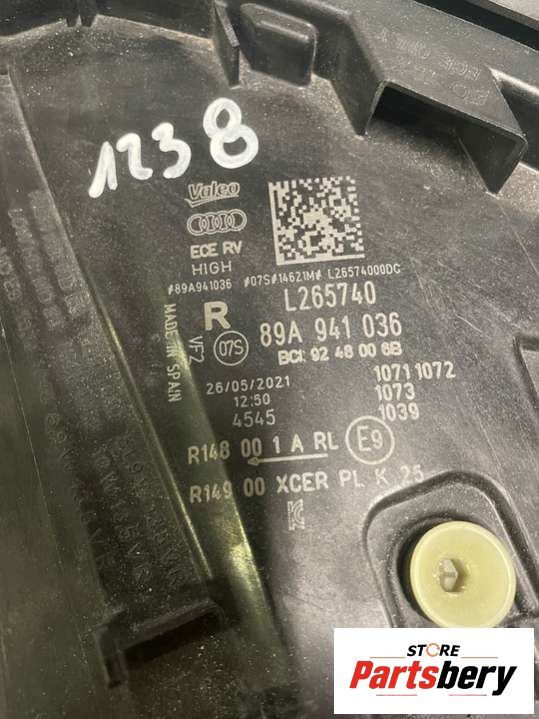 1238
Valeo
ECE RV
HIGH
#89A941036 #07S#14621M# L26574000DC
L265740
R 89A 941 036
07S
VF2
MADE IN SPAIN
BCI: 92 48 00 6B
26/05/2021
12:50
4545
1071 1072
1073
1039
R148 00 1 A RL E9
R149 00 XCER PL K 25
STORE
Partsbery